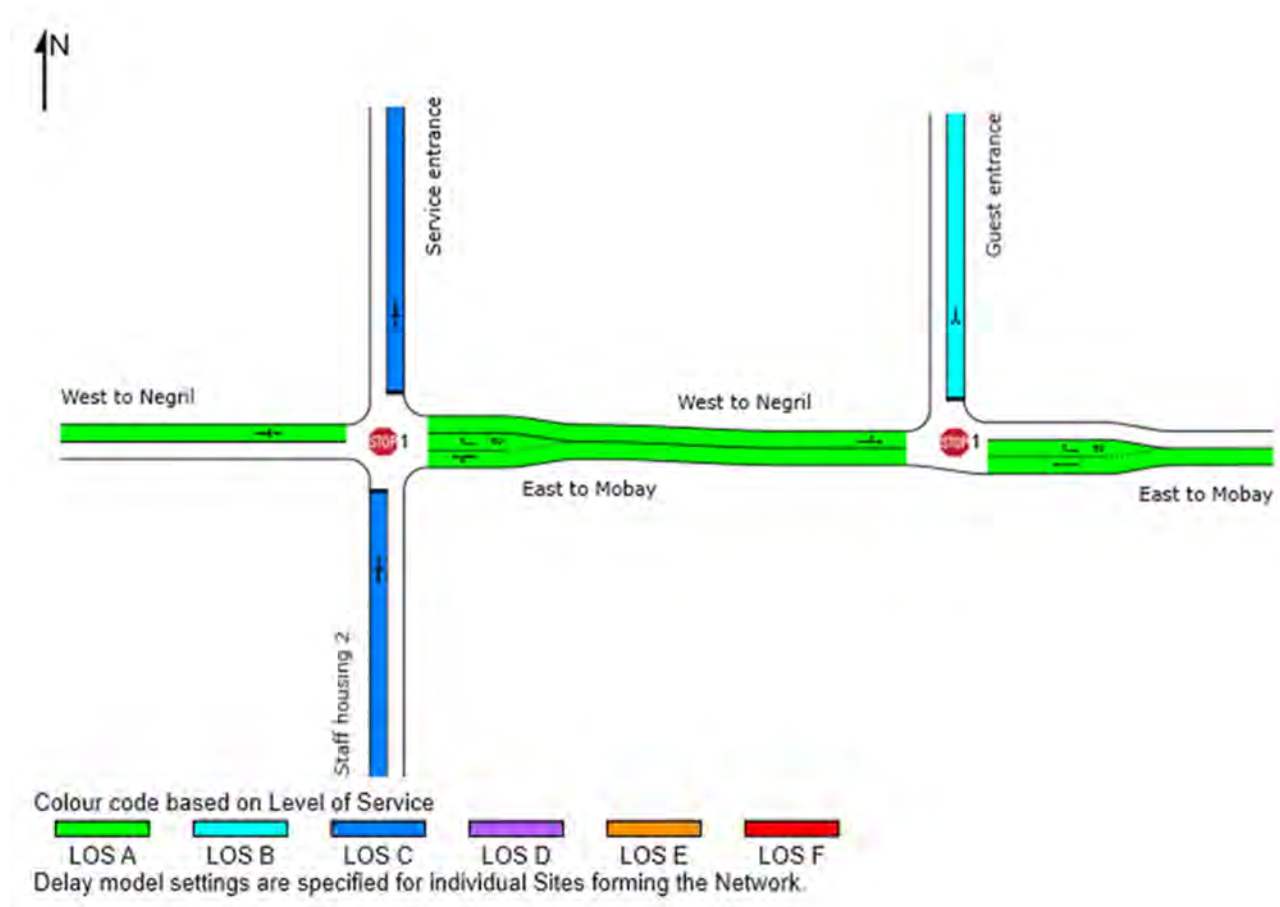 N
Service entrance
Guest entrance
West to Negril
West to Negril
STOP 1
STOP 1
East to Mobay
East to Mobay
Staff housing 2
Colour code based on Level of Service
LOS A LOS B LOS C LOS D LOS E LOS F
Delay model settings are specified for individual Sites forming the Network.